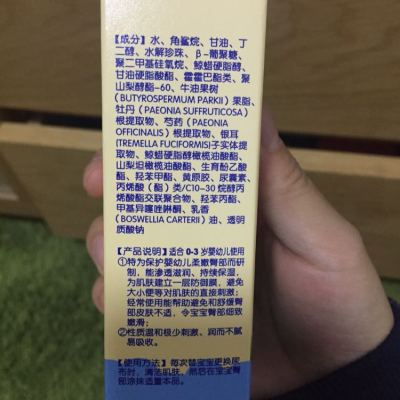 【成分】水、角鲨烷、甘油、丁
二醇、水解珍珠、β-葡聚糖、
聚二甲基硅氧烷、鲸蜡硬脂醇、
甘油硬脂酸酯、霍霍巴酯类、聚
山梨醇酯-60、牛油果树
(BUTYROSPERMUM PARKII) 果脂、
牡丹 (PAEONIA SUFFRUTICOSA)
根提取物、芍药 (PAEONIA
OFFICINALIS) 根提取物、银耳
(TREMELLA FUCIFORMIS)子实体提
取物、鲸蜡硬脂醇橄榄油酸酯、
山梨坦橄榄油酸酯、生育酚乙酸
酯、羟苯甲酯、黄原胶、尿囊素、
丙烯酸（酯）类/C10-30 烷醇丙
烯酸酯交联聚合物、羟苯丙酯、
甲基异噻唑啉酮、乳香
(BOSWELLIA CARTERII) 油、透明
质酸钠
【产品说明】适合 0-3 岁婴幼儿使用
①特为保护婴幼儿柔嫩臀部而研
制，能渗透滋润、持续保湿，
为肌肤建立一层防御膜，避免
大小便等对肌肤的直接刺激；
经常使用能帮助避免和舒缓臀
部皮肤不适，令宝宝臀部细致
嫩滑；
②性质温和极少刺激、润而不腻
易吸收。
【使用方法】每次替宝宝更换尿
布时，清洁肌肤，然后在宝宝臀
部涂抹适量本品。